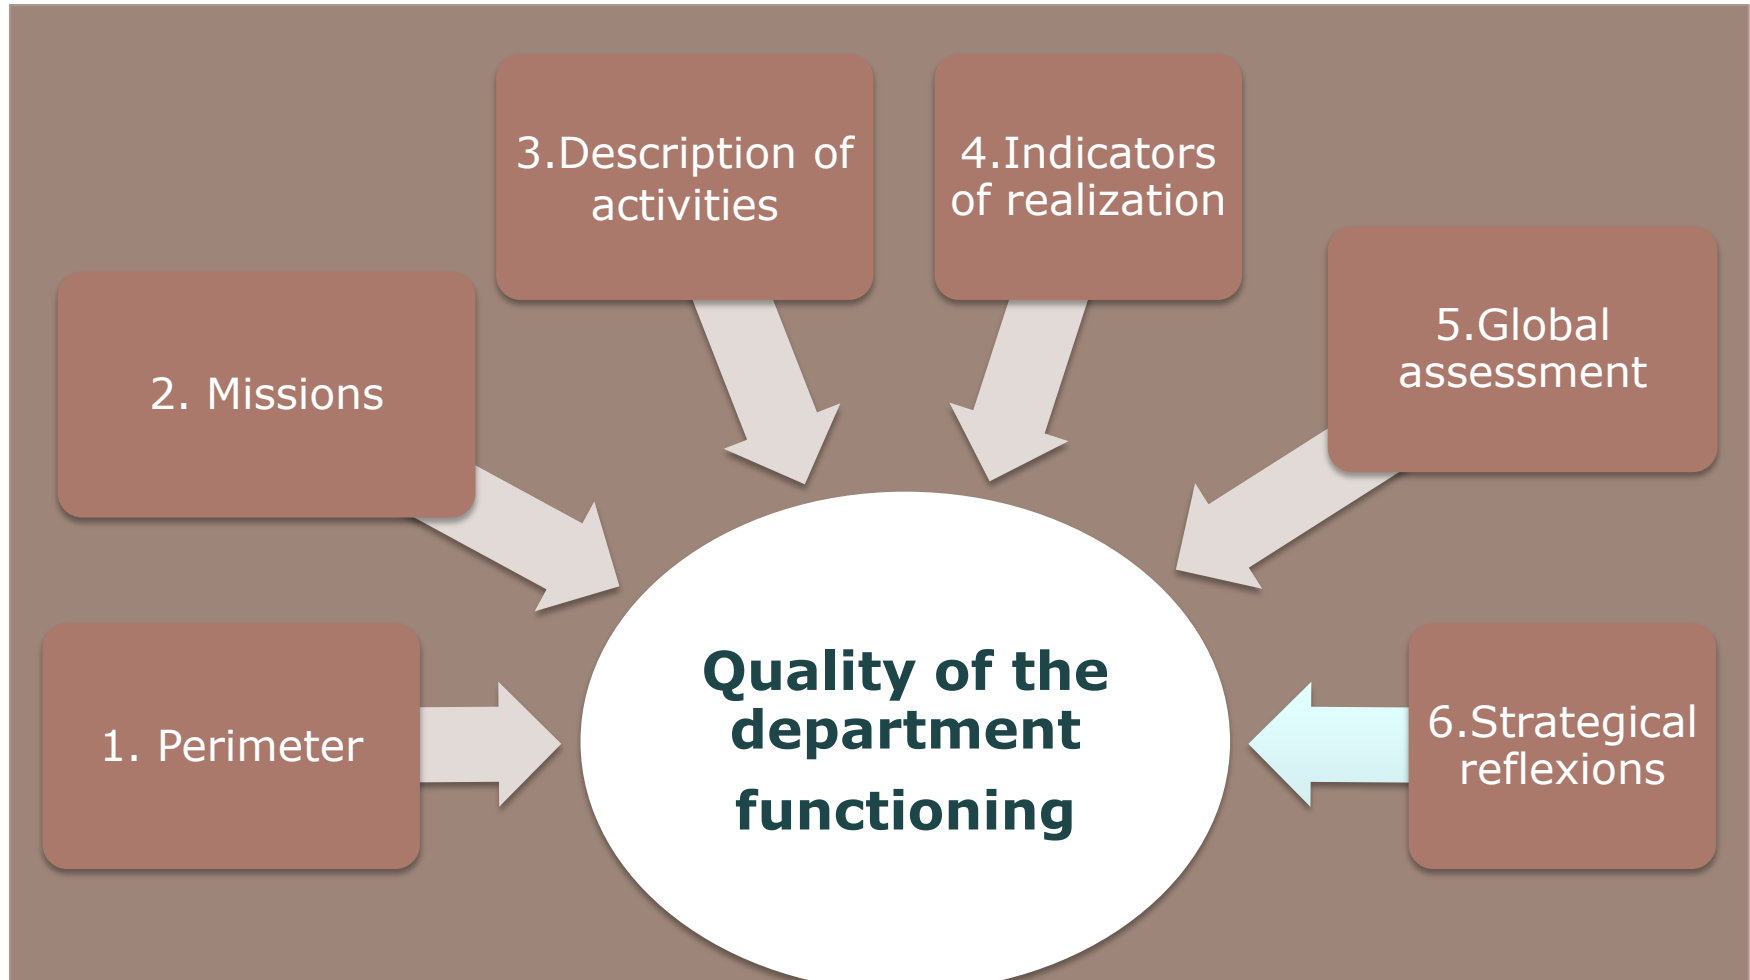 1. Perimeter
2. Missions
3.Description of
activities
4.Indicators
of realization
5.Global
assessment
6.Strategical
reflexions
Quality of the
department
functioning